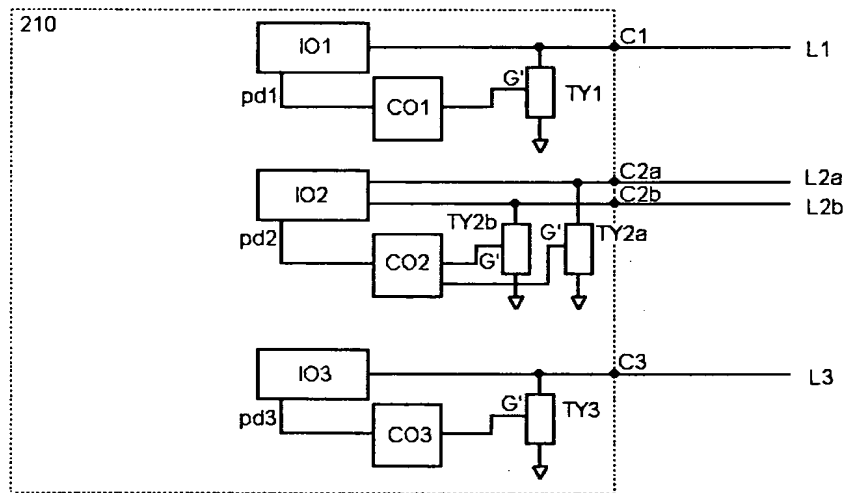 210
IO1
C1
L1
pd1
CO1
G'
TY1
IO2
C2a
L2a
C2b
L2b
pd2
CO2
TY2b
G'
G'
TY2a
IO3
C3
L3
pd3
CO3
G'
TY3